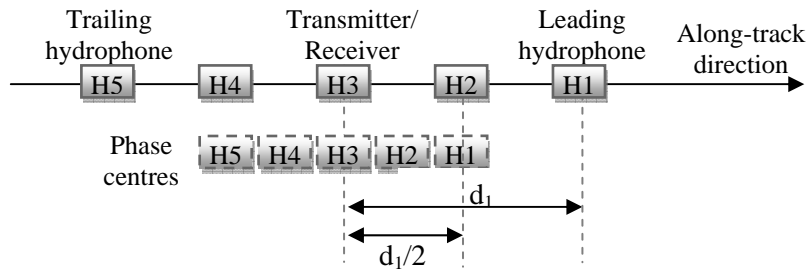 Trailing hydrophone
Transmitter/ Receiver
Leading hydrophone
Along-track direction
H5 H4 H3 H2 H1
Phase centres
H5 H4 H3 H2 H1
d₁
d₁/2